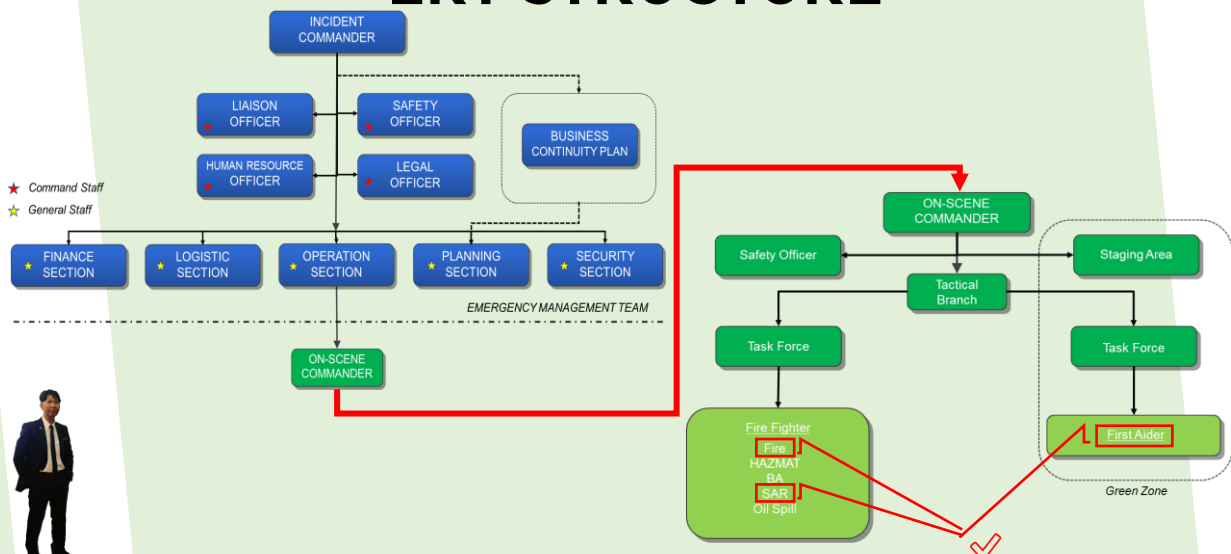 ERT STRUCTURE
INCIDENT
COMMANDER
LIAISON
OFFICER
SAFETY
OFFICER
HUMAN RESOURCE
OFFICER
LEGAL
OFFICER
BUSINESS
CONTINUITY PLAN
Command Staff
General Staff
FINANCE
SECTION
LOGISTIC
SECTION
OPERATION
SECTION
PLANNING
SECTION
SECURITY
SECTION
EMERGENCY MANAGEMENT TEAM
ON-SCENE
COMMANDER
ON-SCENE
COMMANDER
Safety Officer
Staging Area
Tactical
Branch
Task Force
Task Force
Fire Fighter
Fire
HAZMAT
BA
SAR
Oil Spill
First Aider
Green Zone